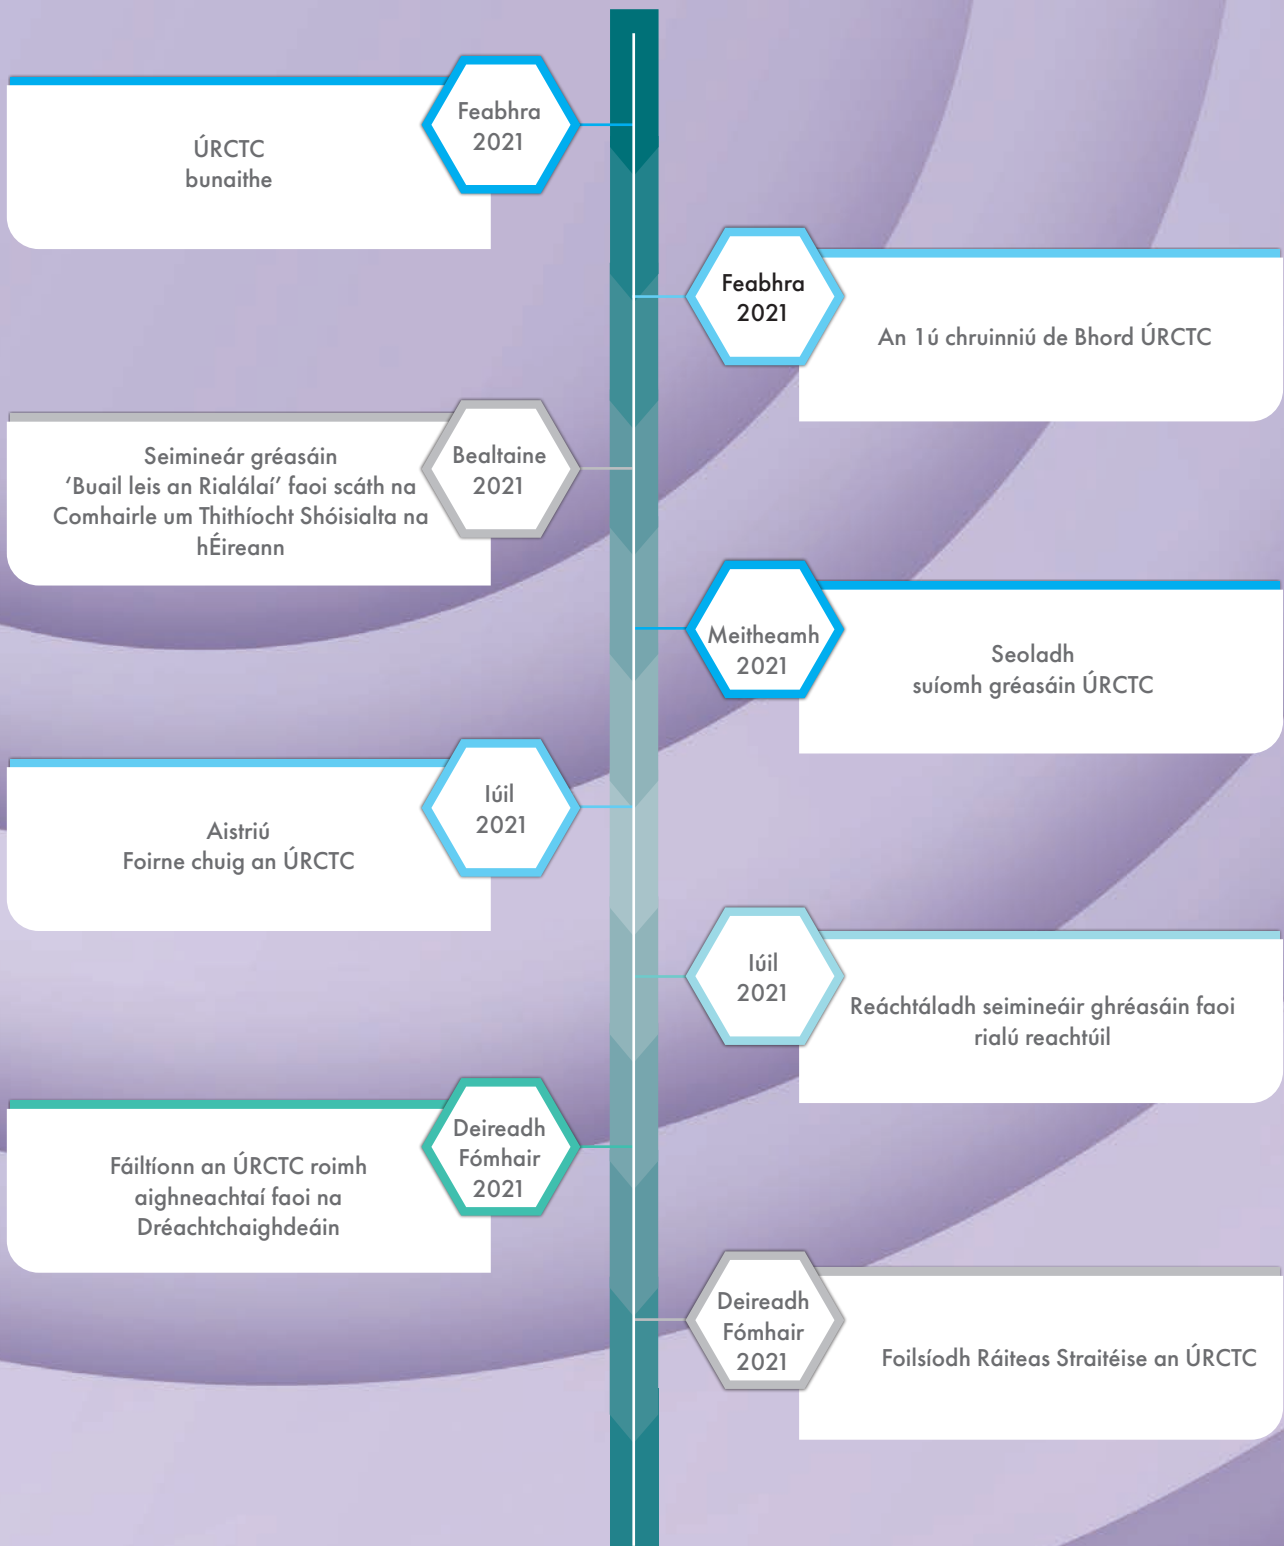 Feabhra
2021
ÚRCTC
bunaithe
Feabhra
2021
An 1ú chruinniú de Bhord ÚRCTC
Bealtaine
2021
Seimineár gréasáin
‘Buail leis an Rialálaí’ faoi scáth na
Comhairle um Thithíocht Shóisialta na
hÉireann
Meitheamh
2021
Seoladh
suíomh gréasáin ÚRCTC
Iúil
2021
Aistriú
Foirne chuig an ÚRCTC
Iúil
2021
Reáchtáladh seimineáir ghréasáin faoi
rialú reachtúil
Deireadh
Fómhair
2021
Fáiltíonn an ÚRCTC roimh
aighneachtaí faoi na
Dréachtchaighdeáin
Deireadh
Fómhair
2021
Foilsíodh Ráiteas Straitéise an ÚRCTC